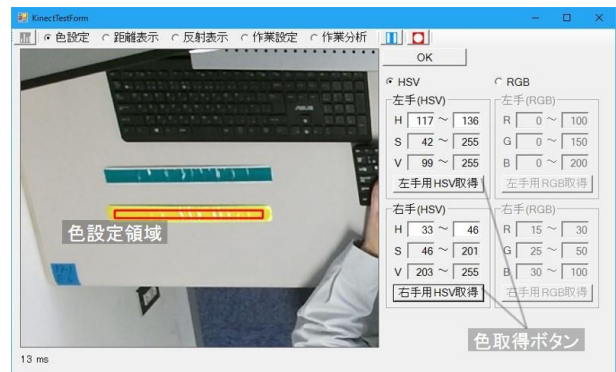 KinectTestForm
色設定 距離表示 反射表示 作業設定 作業分析
OK
HSV RGB
左手(HSV) 左手(RGB)
H 117 ～ 136 R 0 ～ 100
S 42 ～ 255 G 0 ～ 150
V 99 ～ 255 B 0 ～ 200
左手用HSV取得 左手用RGB取得
右手(HSV) 右手(RGB)
H 33 ～ 46 R 15 ～ 30
S 46 ～ 201 G 25 ～ 50
V 203 ～ 255 B 30 ～ 100
右手用HSV取得 右手用RGB取得
ASUS
色設定領域
色取得ボタン
13 ms